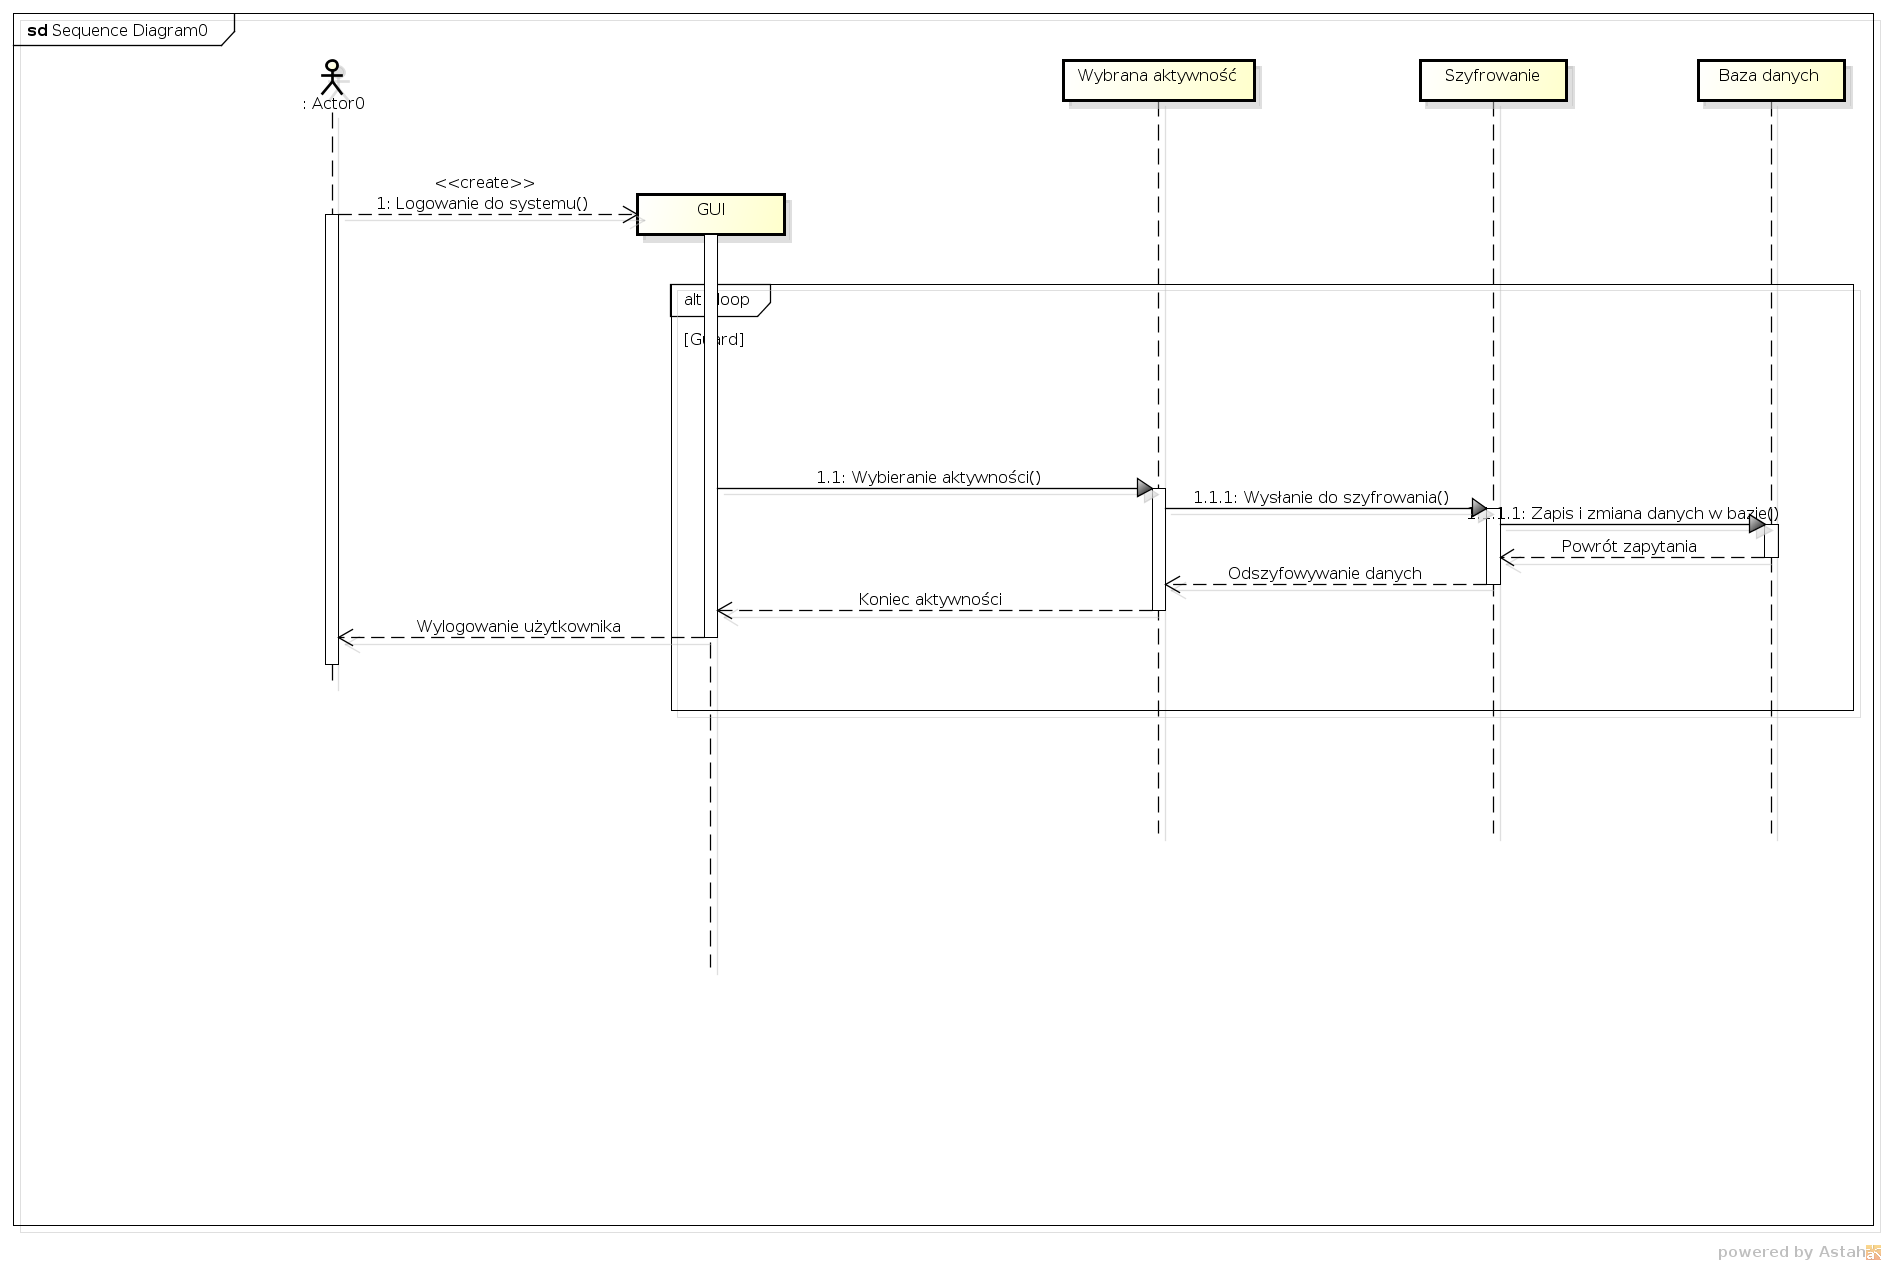 sd Sequence Diagram0
: Actor0
Wybrana aktywność
Szyfrowanie
Baza danych
<<create>>
1: Logowanie do systemu()
GUI
alt loop
[Guard]
1.1: Wybieranie aktywności()
1.1.1: Wysłanie do szyfrowania()
1.1.1.1: Zapis i zmiana danych w bazie()
Powrót zapytania
Odszyfowywanie danych
Koniec aktywności
Wylogowanie użytkownika
powered by Astah